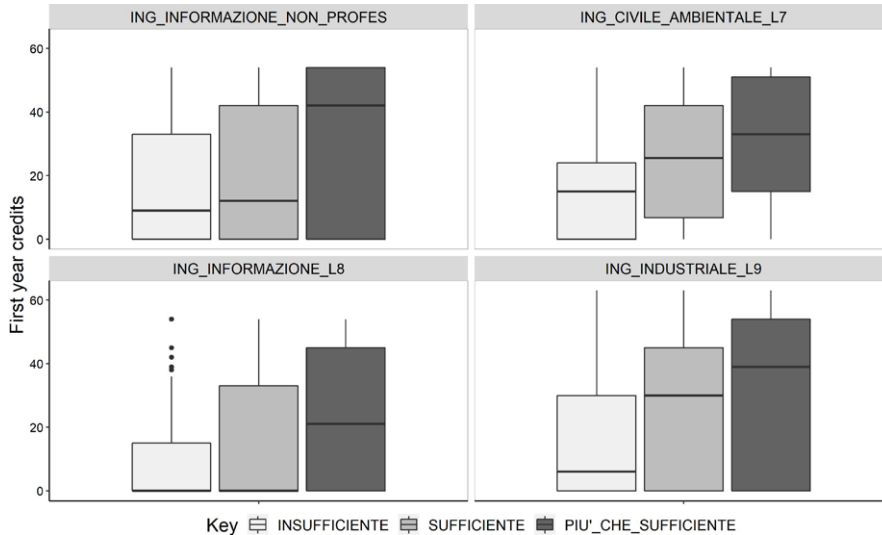 ING_INFORMAZIONE_NON_PROFES
ING_CIVILE_AMBIENTALE_L7
60
40
20
0
ING_INFORMAZIONE_L8
ING_INDUSTRIALE_L9
60
40
20
0
First year credits
Key INSUFFICIENTE SUFFICIENTE PIU'_CHE_SUFFICIENTE